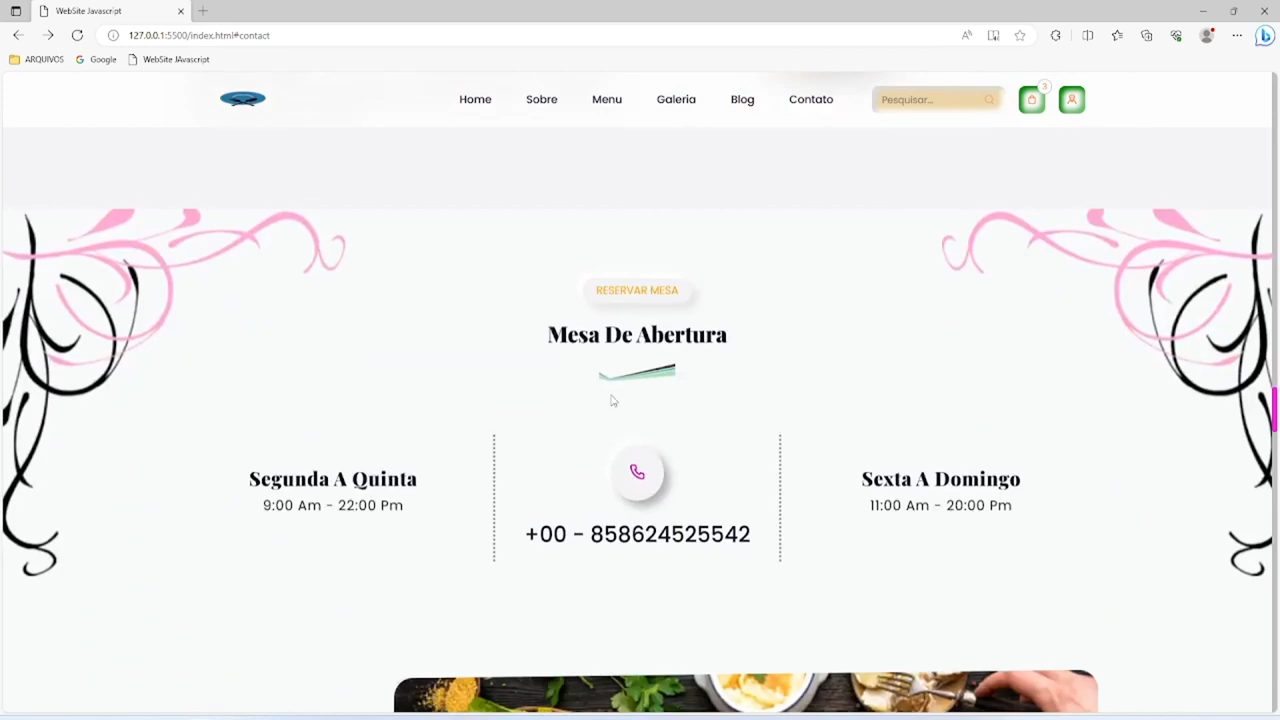 WebSite Javascript
127.0.0.1:5500/index.html#contact
ARQUIVOS
Google
WebSite JAvascript
Home
Sobre
Menu
Galeria
Blog
Contato
Pesquisar...
3
RESERVAR MESA
Mesa De Abertura
Segunda A Quinta
9:00 Am - 22:00 Pm
+00 - 858624525542
Sexta A Domingo
11:00 Am - 20:00 Pm